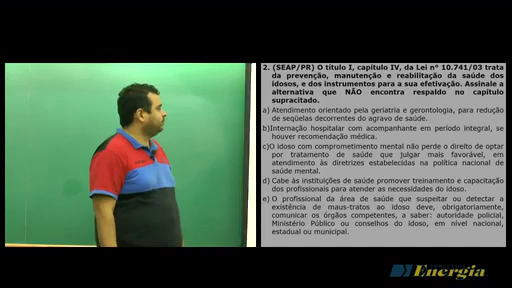 2. (SEAP/PR) O título I, capítulo IV, da Lei n° 10.741/03 trata
da prevenção, manutenção e reabilitação da saúde dos
idosos, e dos instrumentos para a sua efetivação. Assinale a
alternativa que NÃO encontra respaldo no capítulo
supracitado.
a) Atendimento orientado pela geriatria e gerontologia, para redução
de seqüelas decorrentes do agravo de saúde.
b)Internação hospitalar com acompanhante em período integral, se
houver recomendação médica.
c)O idoso com comprometimento mental não perde o direito de optar
por tratamento de saúde que julgar mais favorável, em
atendimento às diretrizes estabelecidas na política nacional de
saúde mental.
d) Cabe às instituições de saúde promover treinamento e capacitação
dos profissionais para atender as necessidades do idoso.
e) O profissional da área de saúde que suspeitar ou detectar a
existência de maus-tratos ao idoso deve, obrigatoriamente,
comunicar os órgãos competentes, a saber: autoridade policial,
Ministério Público ou conselhos do idoso, em nível nacional,
estadual ou municipal.
Energia